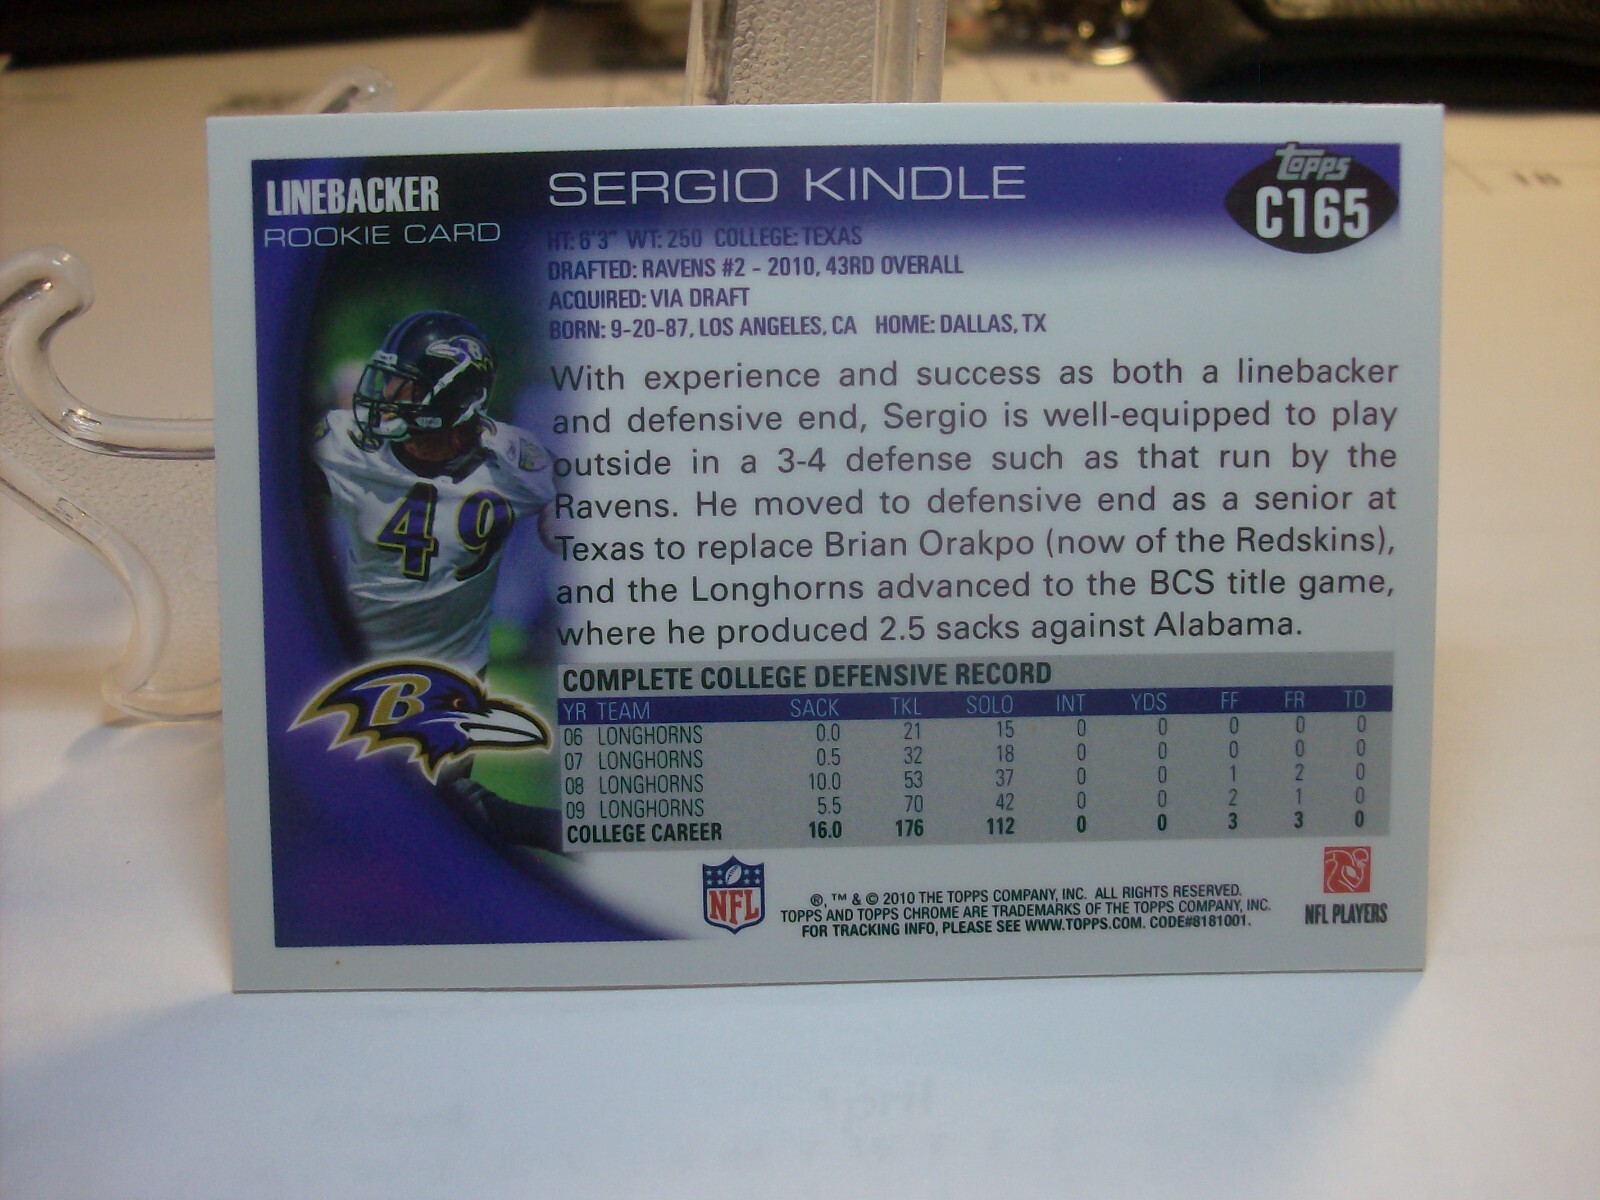 LINEBACKER
ROOKIE CARD
SERGIO KINDLE
topps
C165
HT: 6'3" WT: 250 COLLEGE: TEXAS
DRAFTED: RAVENS #2 - 2010, 43RD OVERALL
ACQUIRED: VIA DRAFT
BORN: 9-20-87, LOS ANGELES, CA HOME: DALLAS, TX
With experience and success as both a linebacker
and defensive end, Sergio is well-equipped to play
outside in a 3-4 defense such as that run by the
Ravens. He moved to defensive end as a senior at
Texas to replace Brian Orakpo (now of the Redskins),
and the Longhorns advanced to the BCS title game,
where he produced 2.5 sacks against Alabama.
49
B
COMPLETE COLLEGE DEFENSIVE RECORD
YR TEAM SACK TKL SOLO INT YDS FF FR TD
06 LONGHORNS 0.0 21 15 0 0 0 0 0
07 LONGHORNS 0.5 32 18 0 0 0 0 0
08 LONGHORNS 10.0 53 37 0 0 1 2 0
09 LONGHORNS 5.5 70 42 0 0 2 1 0
COLLEGE CAREER 16.0 176 112 0 0 3 3 0
NFL
®, ™ & © 2010 THE TOPPS COMPANY, INC. ALL RIGHTS RESERVED.
TOPPS AND TOPPS CHROME ARE TRADEMARKS OF THE TOPPS COMPANY, INC.
FOR TRACKING INFO, PLEASE SEE WWW.TOPPS.COM. CODE#8181001.
NFL PLAYERS